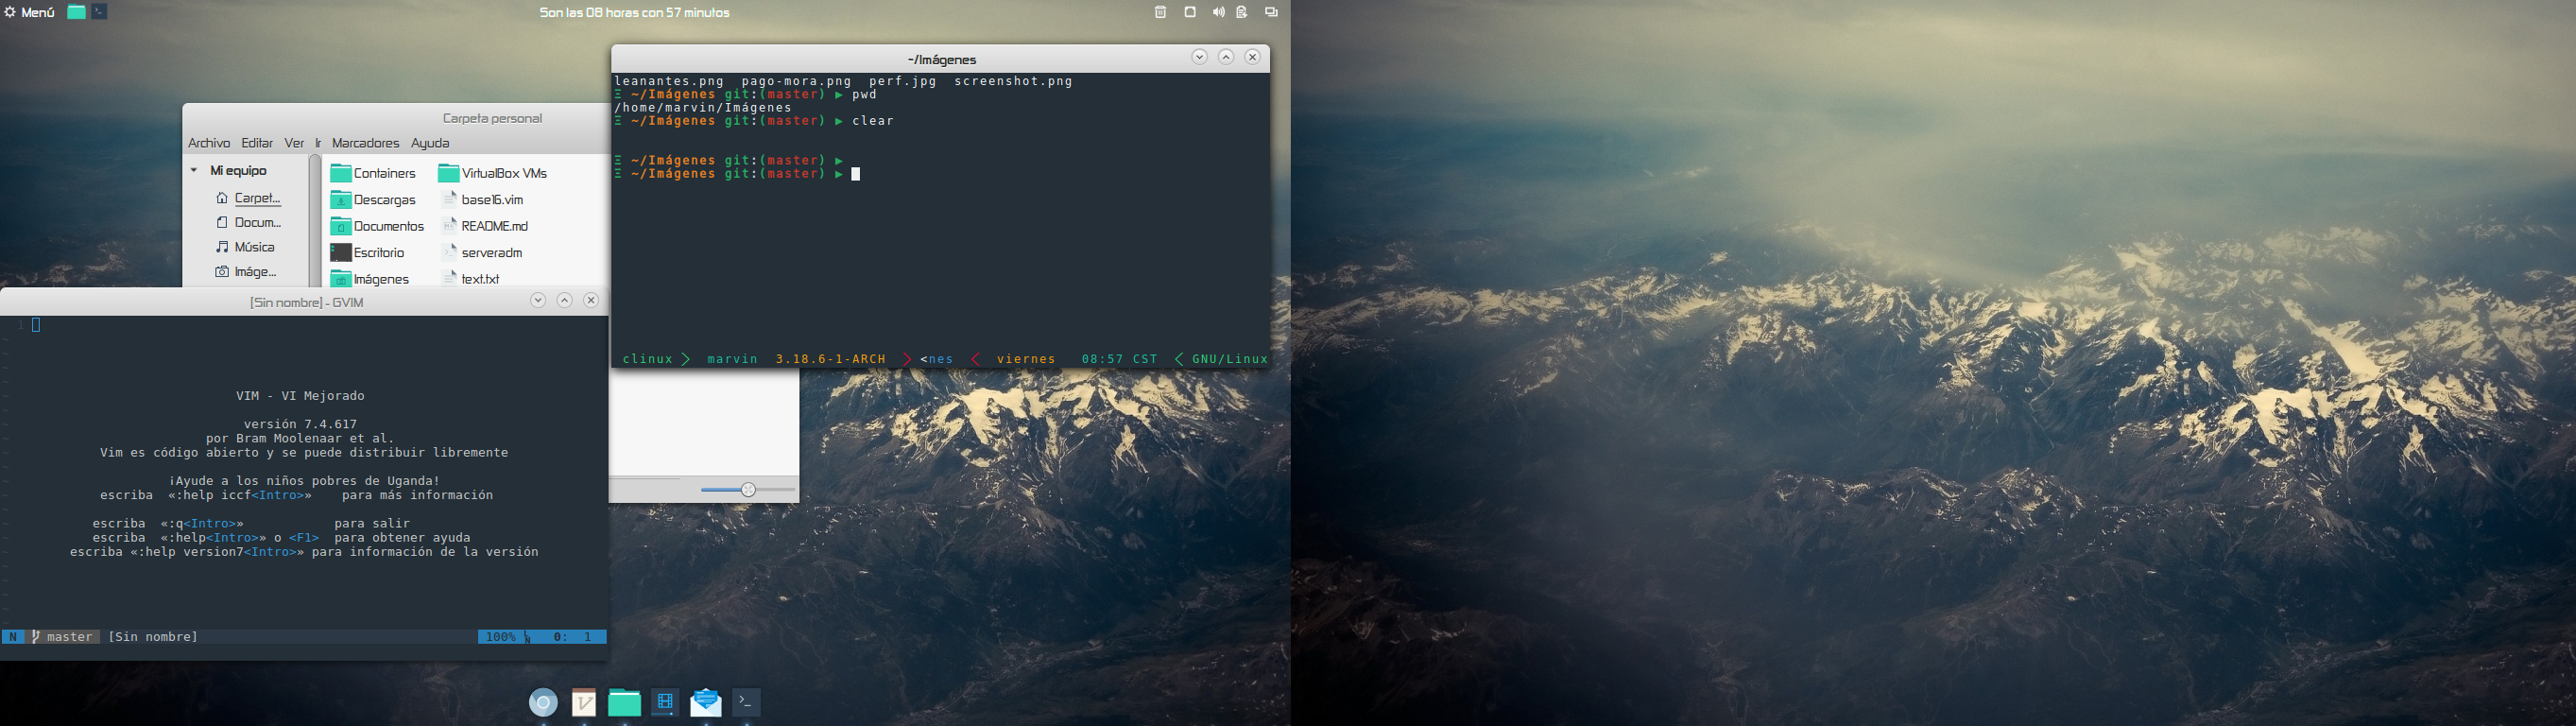 Menú
Son las 08 horas con 57 minutos
~/Imágenes
leanantes.png  pago-mora.png  perf.jpg  screenshot.png
Ξ ~/Imágenes git:(master) ▶ pwd
/home/marvin/Imágenes
Ξ ~/Imágenes git:(master) ▶ clear
Ξ ~/Imágenes git:(master) ▶
Ξ ~/Imágenes git:(master) ▶
clinux  marvin  3.18.6-1-ARCH  <nes  viernes  08:57 CST  GNU/Linux
Carpeta personal
Archivo  Editar  Ver  Ir  Marcadores  Ayuda
Mi equipo
Carpet...
Docum...
Música
Imáge...
Containers  VirtualBox VMs
Descargas  base16.vim
Documentos  README.md
Escritorio  serveradm
Imágenes  text.txt
[Sin nombre] - GVIM
1
VIM - VI Mejorado
versión 7.4.617
por Bram Moolenaar et al.
Vim es código abierto y se puede distribuir libremente
¡Ayude a los niños pobres de Uganda!
escriba  «:help iccf<Intro>»    para más información
escriba  «:q<Intro>»            para salir
escriba  «:help<Intro>» o <F1>  para obtener ayuda
escriba «:help version7<Intro>» para información de la versión
N  master  [Sin nombre]  100%  0:  1